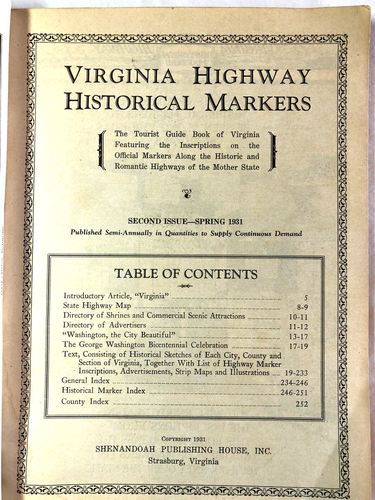 VIRGINIA HIGHWAY
HISTORICAL MARKERS
The Tourist Guide Book of Virginia
Featuring the Inscriptions on the
Official Markers Along the Historic and
Romantic Highways of the Mother State
SECOND ISSUE—SPRING 1931
Published Semi-Annually in Quantities to Supply Continuous Demand
TABLE OF CONTENTS
Introductory Article, "Virginia" 5
State Highway Map 8-9
Directory of Shrines and Commercial Scenic Attractions 10-11
Directory of Advertisers 11-12
"Washington, the City Beautiful" 13-17
The George Washington Bicentennial Celebration 17-19
Text, Consisting of Historical Sketches of Each City, County and
Section of Virginia, Together With List of Highway Marker
Inscriptions, Advertisements, Strip Maps and Illustrations 19-233
General Index 234-246
Historical Marker Index 246-251
County Index 252
COPYRIGHT 1931
SHENANDOAH PUBLISHING HOUSE, INC.
Strasburg, Virginia